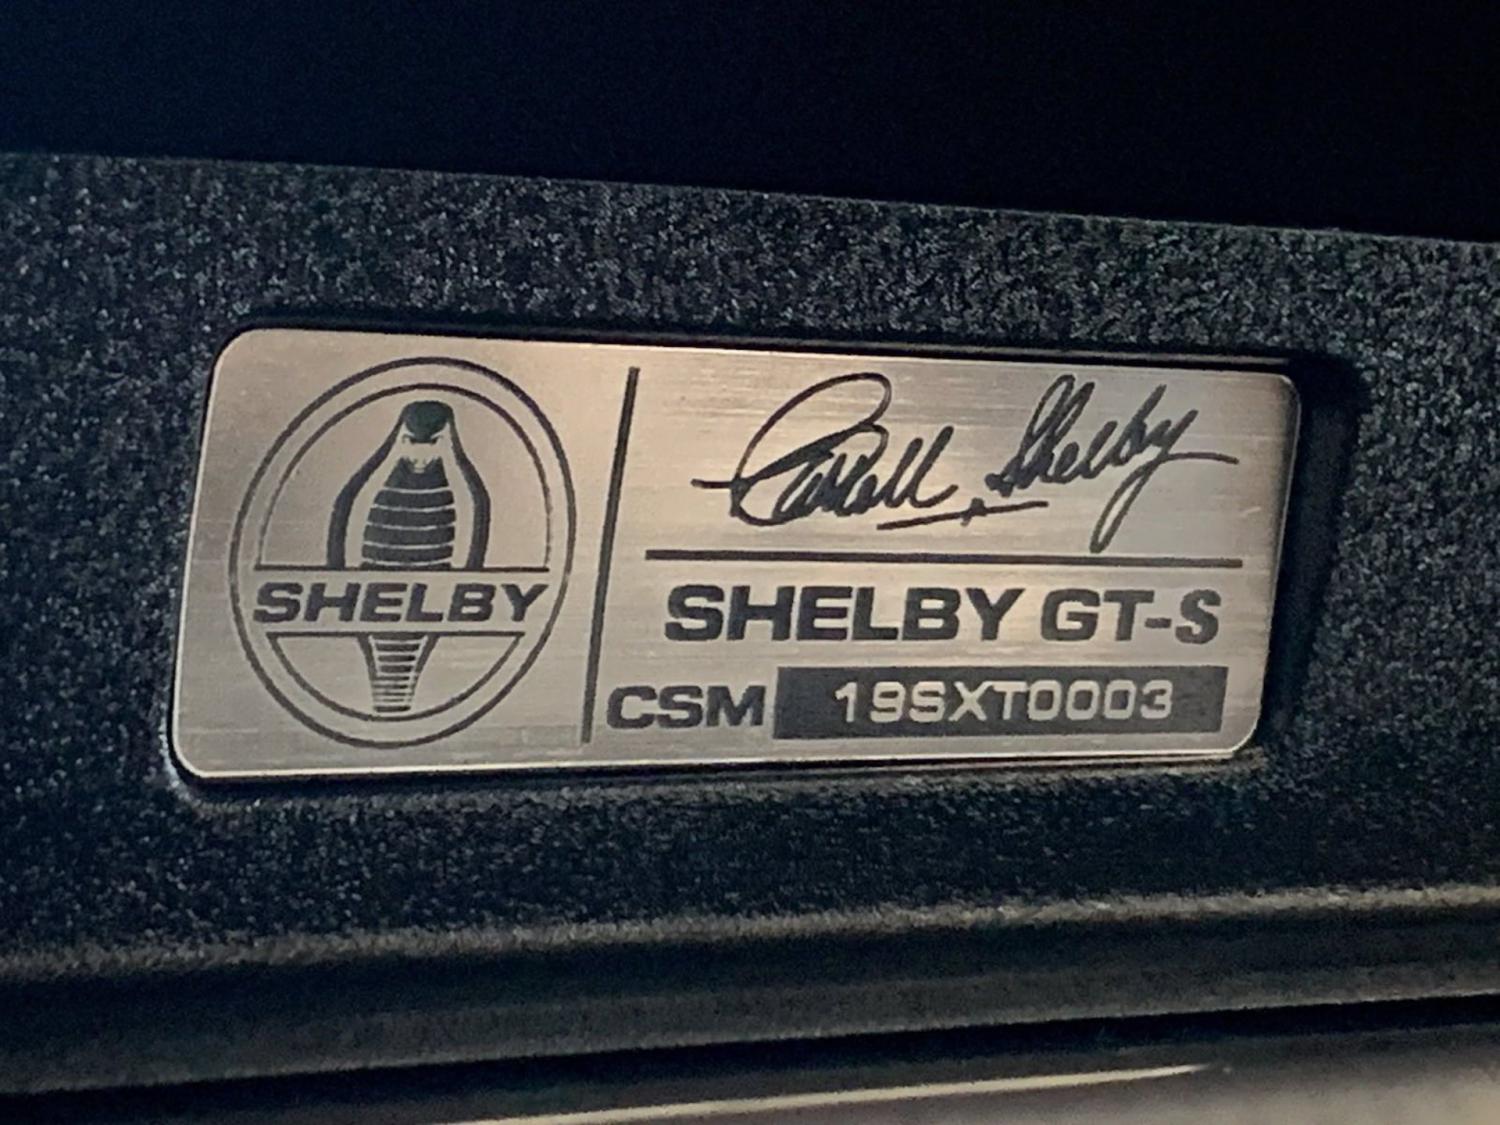 SHELBY
Carroll Shelby
SHELBY GT-S
CSM 19SXT0003